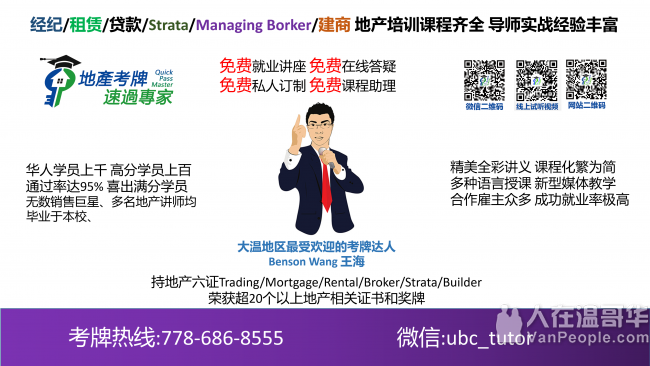 经纪/租赁/贷款/Strata/Managing Borker/建商 地产培训课程齐全 导师实战经验丰富
地產考牌 Quick Pass Master
速過專家
免费就业讲座 免费在线答疑
免费私人订制 免费课程助理
微信二维码 线上试听视频 网站二维码
华人学员上千 高分学员上百
通过率达95% 喜出满分学员
无数销售巨星、多名地产讲师均
毕业于本校、
精美全彩讲义 课程化繁为简
多种语言授课 新型媒体教学
合作雇主众多 成功就业率极高
大温地区最受欢迎的考牌达人
Benson Wang 王海
持地产六证Trading/Mortgage/Rental/Broker/Strata/Builder
荣获超20个以上地产相关证书和奖牌
考牌热线:778-686-8555 微信:ubc_tutor
人在温哥华
VanPeople.com